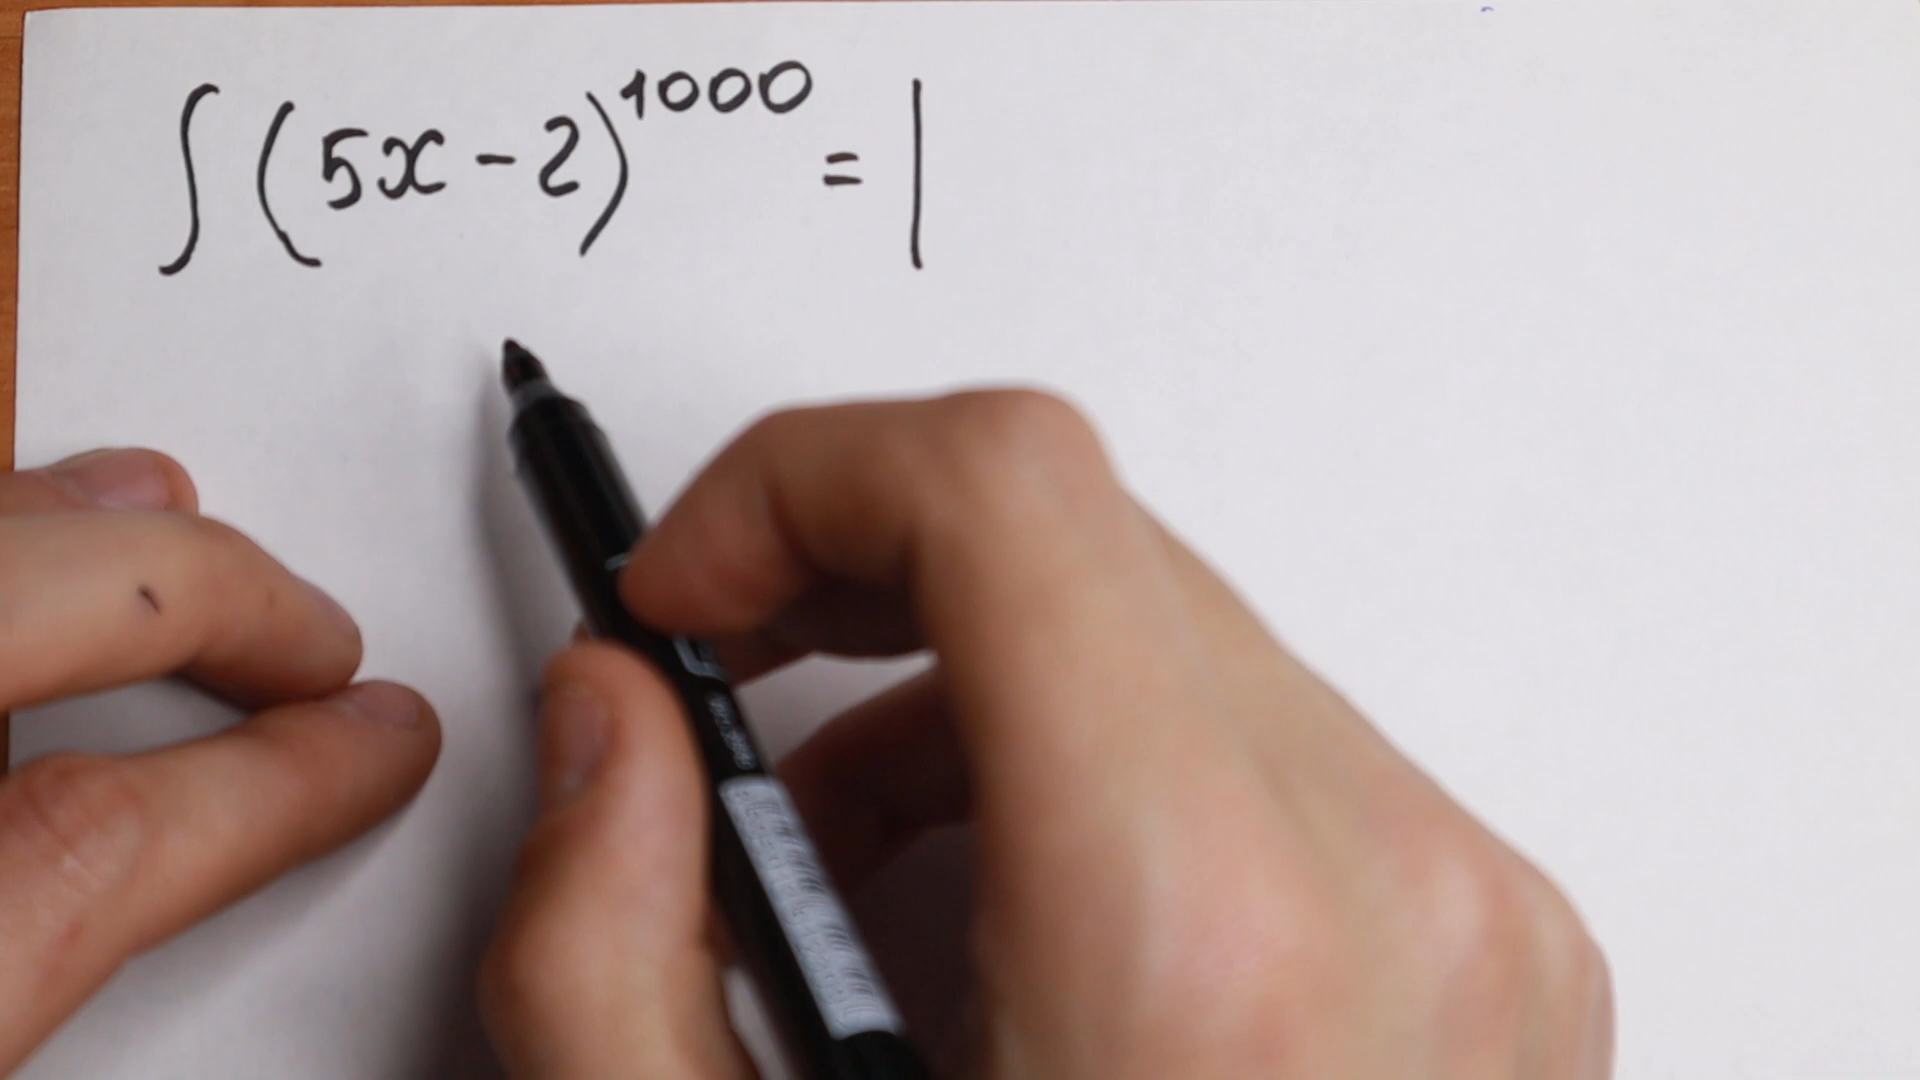 ∫(5x-2)^1000 = |